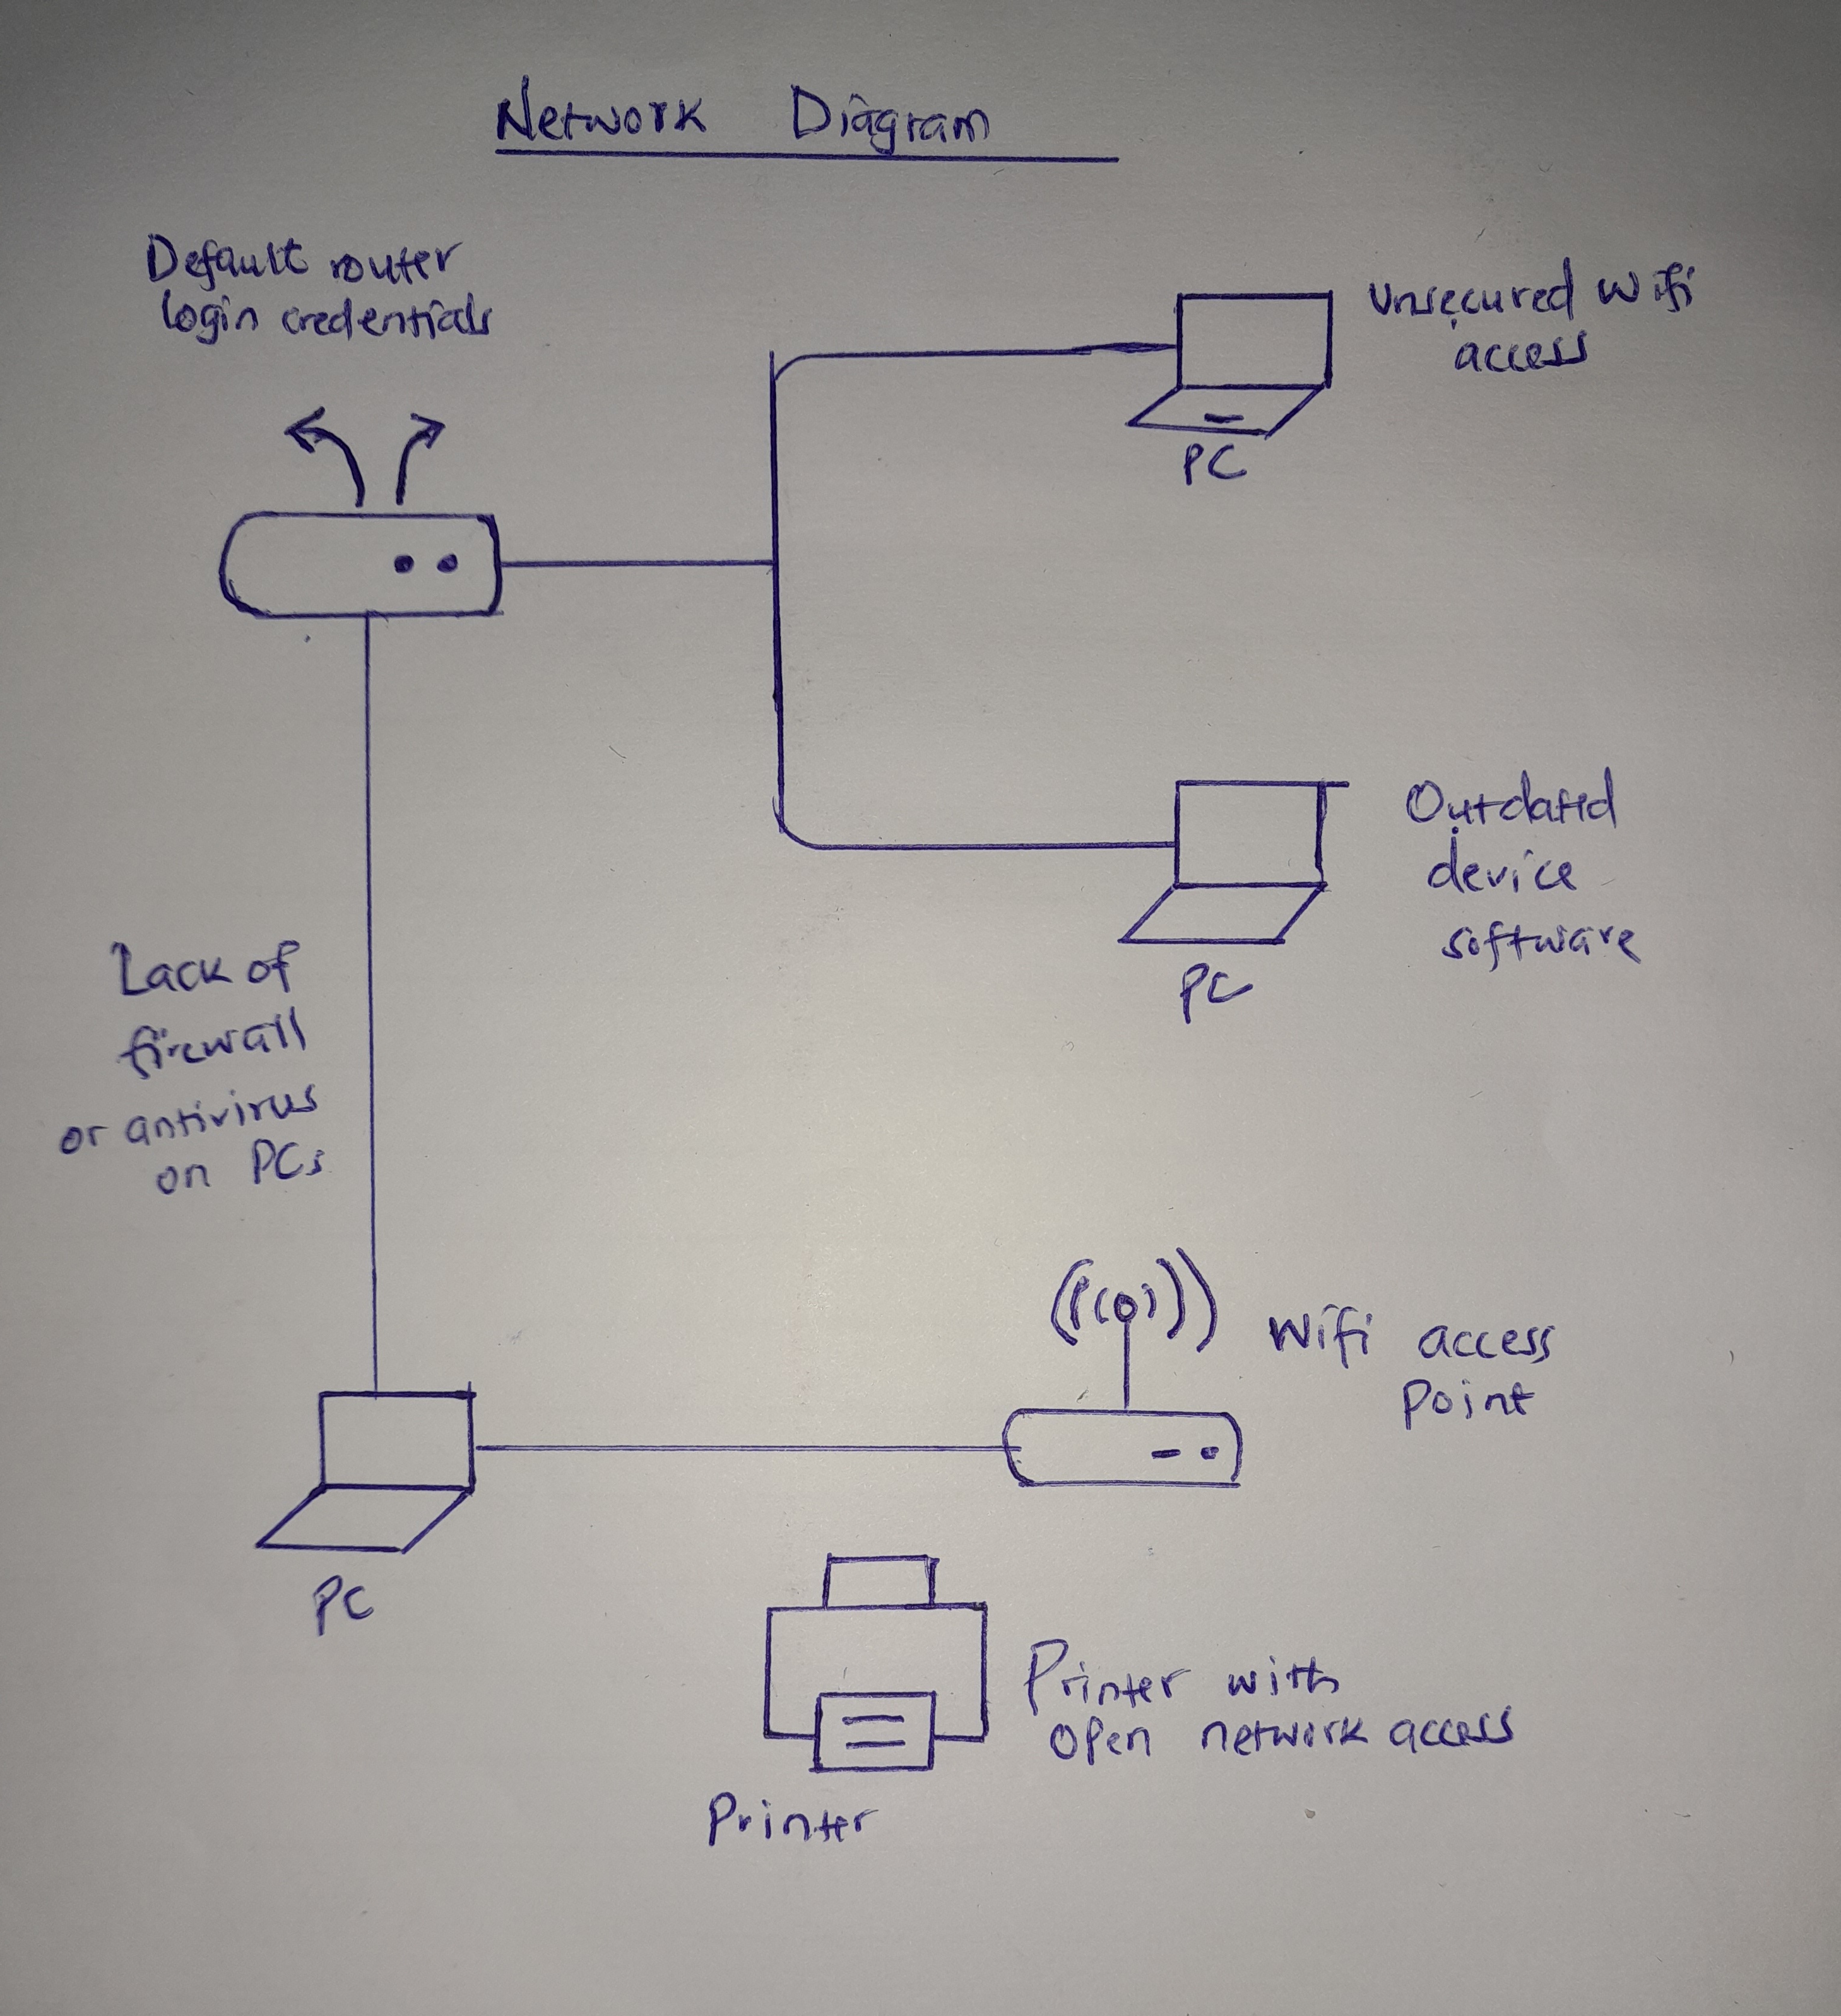 Network Diagram
Default router
login credentials
Unsecured Wifi
access
PC
Outdated
device
software
PC
Lack of
firewall
or antivirus
on PCs
Wifi access
Point
PC
Printer with
open network access
Printer